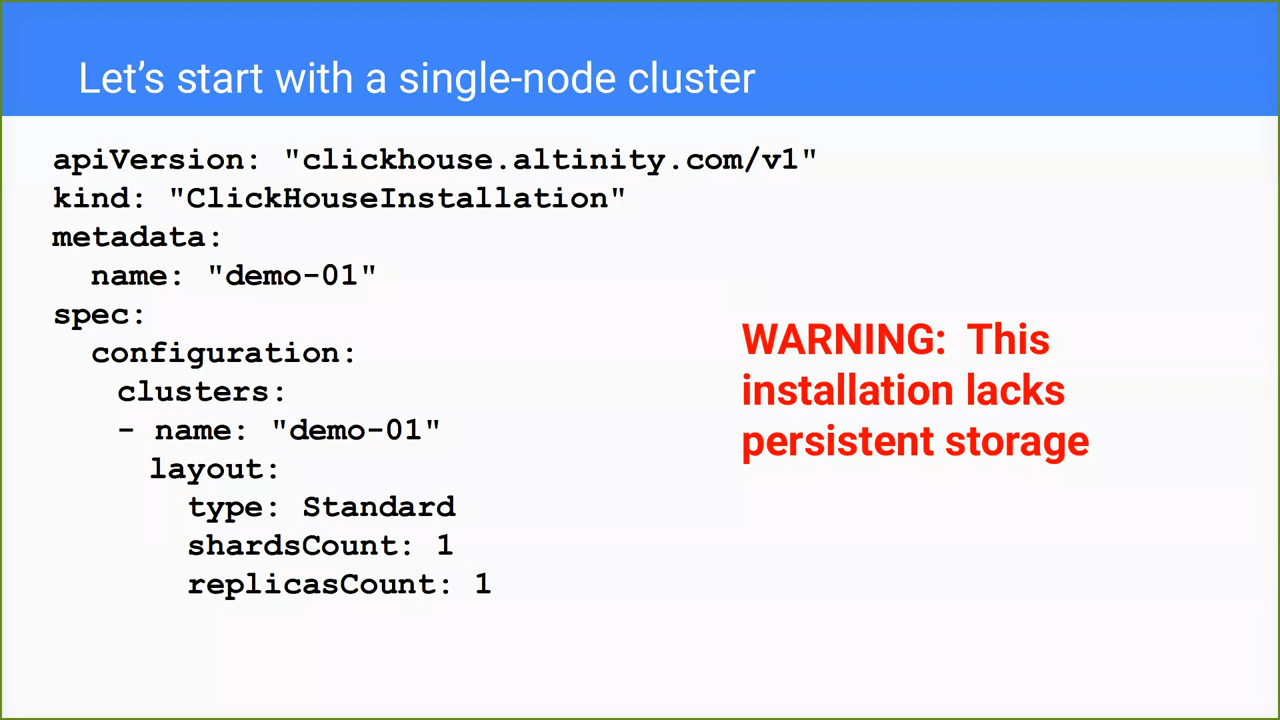 Let’s start with a single-node cluster
apiVersion: "clickhouse.altinity.com/v1"
kind: "ClickHouseInstallation"
metadata:
  name: "demo-01"
spec:
  configuration:
    clusters:
    - name: "demo-01"
      layout:
        type: Standard
        shardsCount: 1
        replicasCount: 1
WARNING:  This
installation lacks
persistent storage